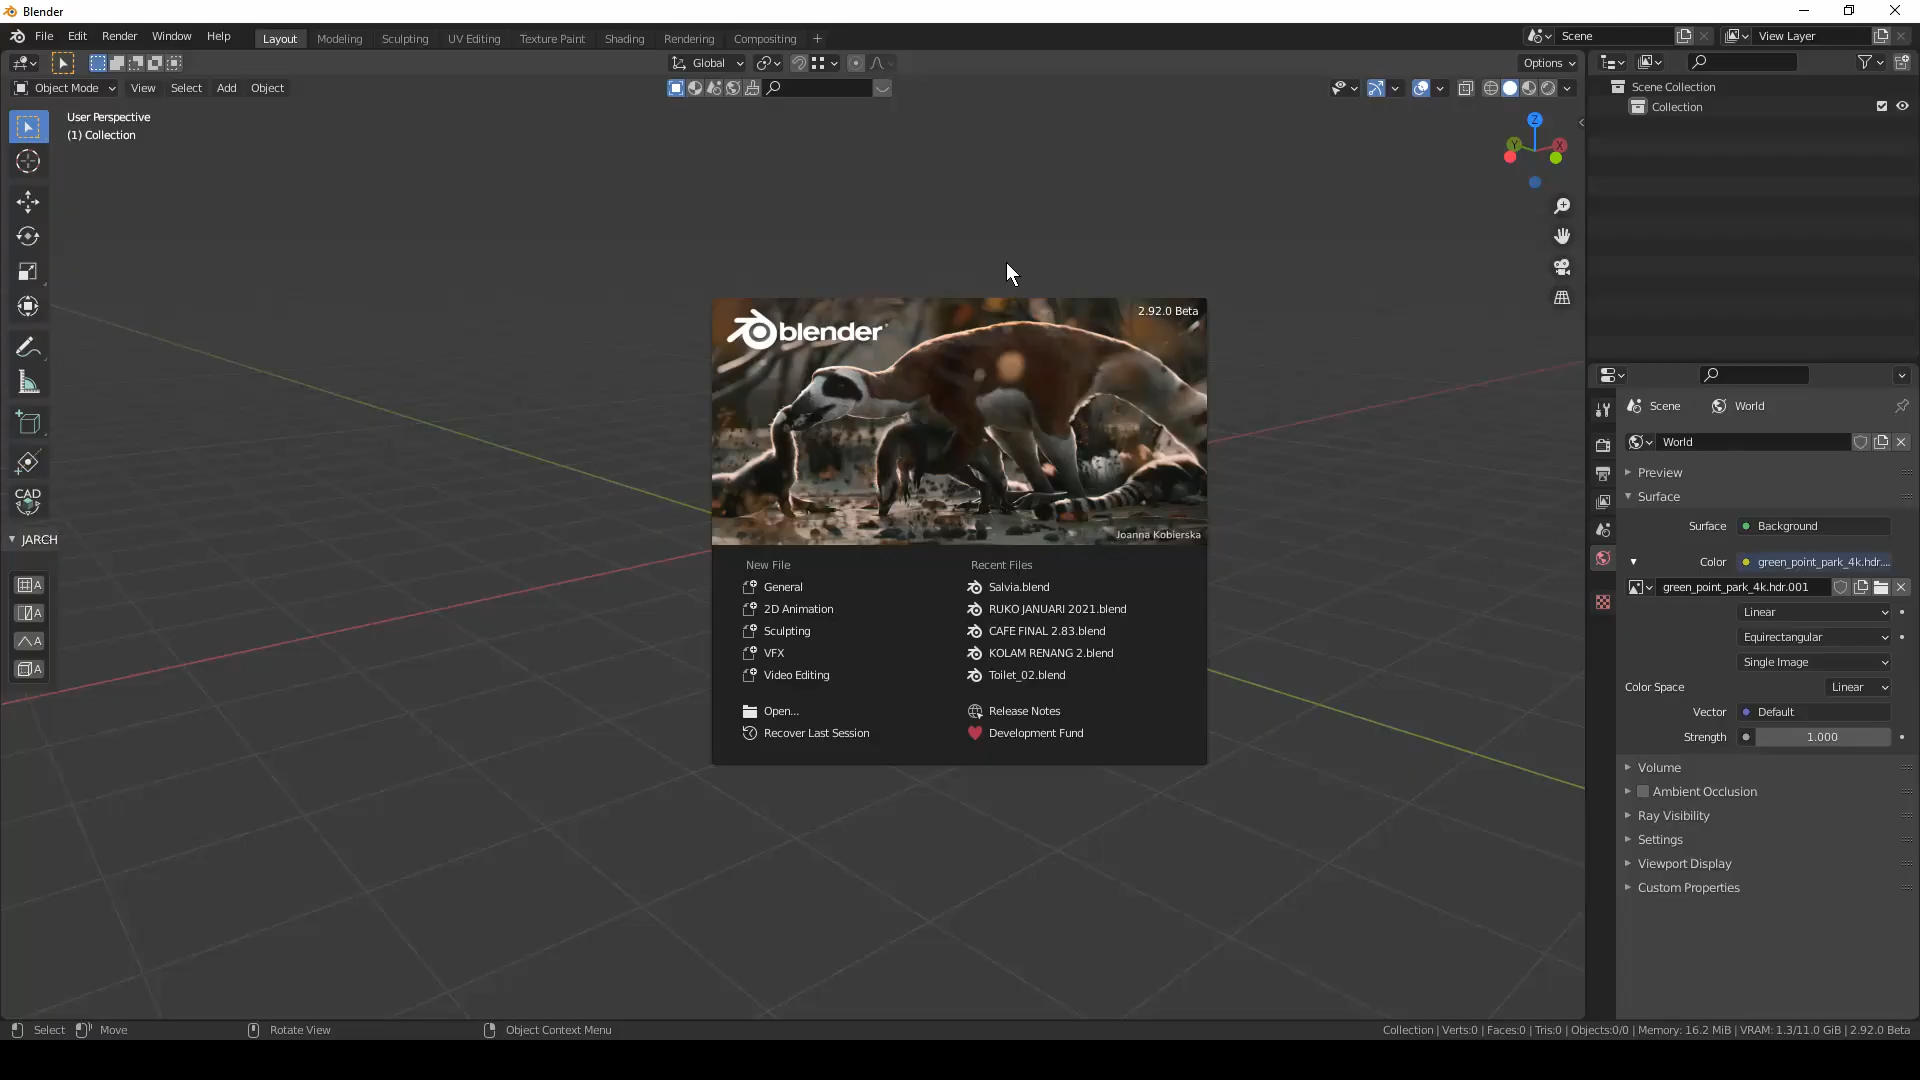 Blender
File Edit Render Window Help
Layout Modeling Sculpting UV Editing Texture Paint Shading Rendering Compositing +
Scene View Layer
Global Options
Object Mode View Select Add Object
User Perspective
(1) Collection
Scene Collection
Collection
Z
Y X
CAD
JARCH
A
A
A
A
blender
2.92.0 Beta
Joanna Kobierska
New File
General
2D Animation
Sculpting
VFX
Video Editing
Open...
Recover Last Session
Recent Files
Salvia.blend
RUKO JANUARI 2021.blend
CAFE FINAL 2.83.blend
KOLAM RENANG 2.blend
Toilet_02.blend
Release Notes
Development Fund
Scene World
World
Preview
Surface
Surface Background
Color green_point_park_4k.hdr....
green_point_park_4k.hdr.001
Linear
Equirectangular
Single Image
Color Space Linear
Vector Default
Strength 1.000
Volume
Ambient Occlusion
Ray Visibility
Settings
Viewport Display
Custom Properties
Select Move Rotate View Object Context Menu
Collection | Verts:0 | Faces:0 | Tris:0 | Objects:0/0 | Memory: 16.2 MiB | VRAM: 1.3/11.0 GiB | 2.92.0 Beta